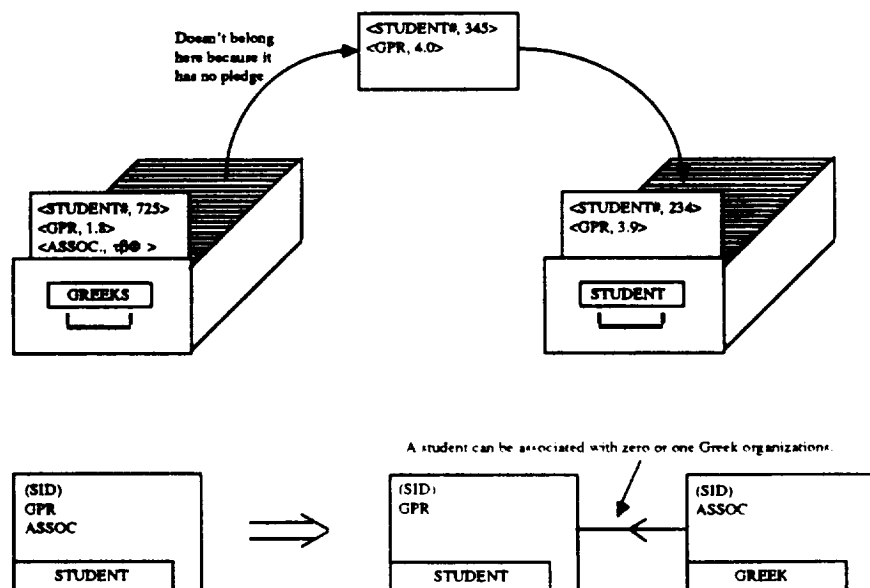 Doesn't belong
here because it
has no pledge
<STUDENT#, 345>
<GPR, 4.0>
<STUDENT#, 725>
<GPR, 1.8>
<ASSOC., >
GREEKS
<STUDENT#, 234>
<GPR, 3.9>
STUDENT
A student can be associated with zero or one Greek organizations.
(SID)
GPR
ASSOC
STUDENT
(SID)
GPR
STUDENT
(SID)
ASSOC
GREEK